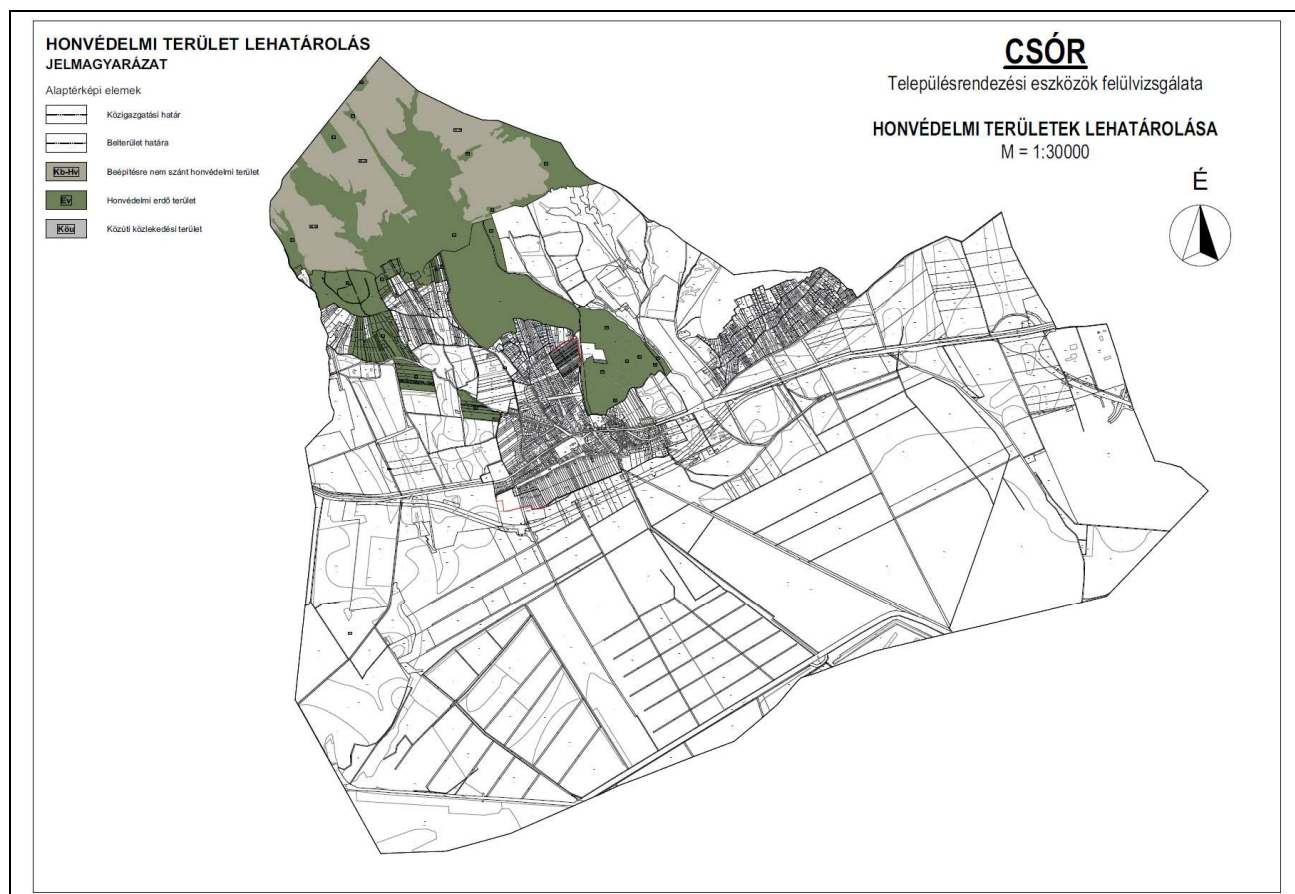 HONVÉDELMI TERÜLET LEHATÁROLÁS
JELMAGYARÁZAT
Alaptérképi elemek
Közigazgatási határ
Belterület határa
Kb-Hv Beépítésre nem szánt honvédelmi terület
Ev Honvédelmi erdő terület
Köu Közúti közlekedési terület
CSÓR
Településrendezési eszközök felülvizsgálata
HONVÉDELMI TERÜLETEK LEHATÁROLÁSA
M = 1:30000
É